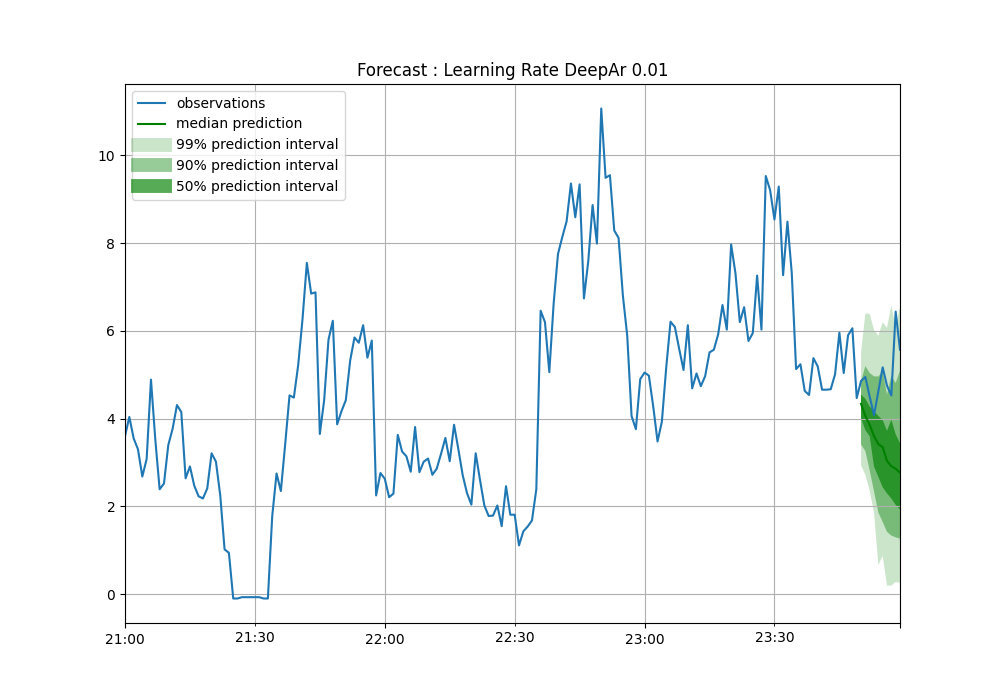 Forecast : Learning Rate DeepAr 0.01
observations
median prediction
99% prediction interval
90% prediction interval
50% prediction interval
10
8
6
4
2
0
21:00 21:30 22:00 22:30 23:00 23:30